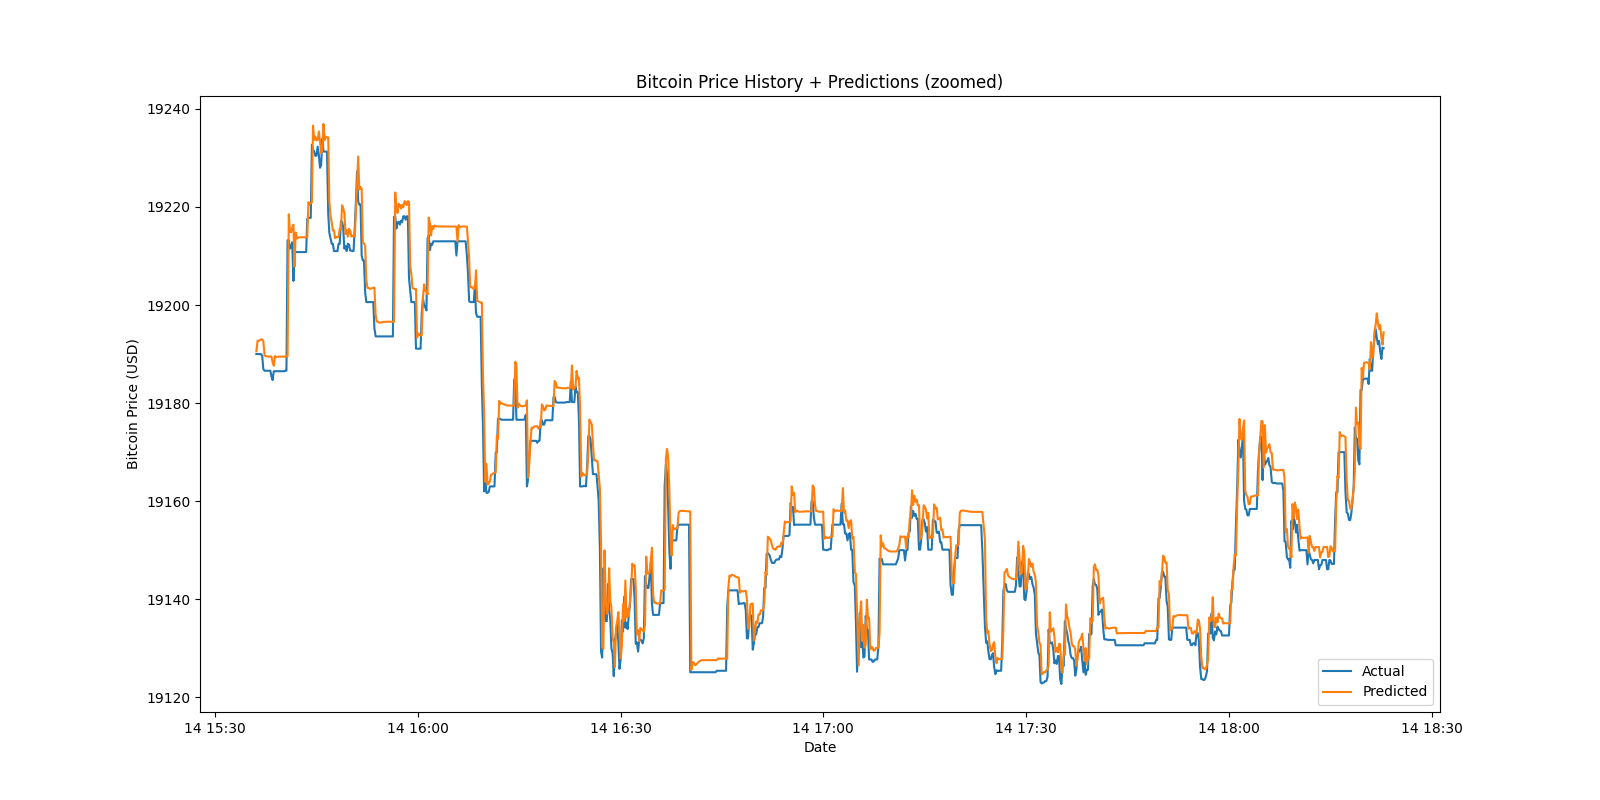 Bitcoin Price History + Predictions (zoomed)
Bitcoin Price (USD)
19240
19220
19200
19180
19160
19140
19120
14 15:30
14 16:00
14 16:30
14 17:00
14 17:30
14 18:00
14 18:30
Date
Actual
Predicted